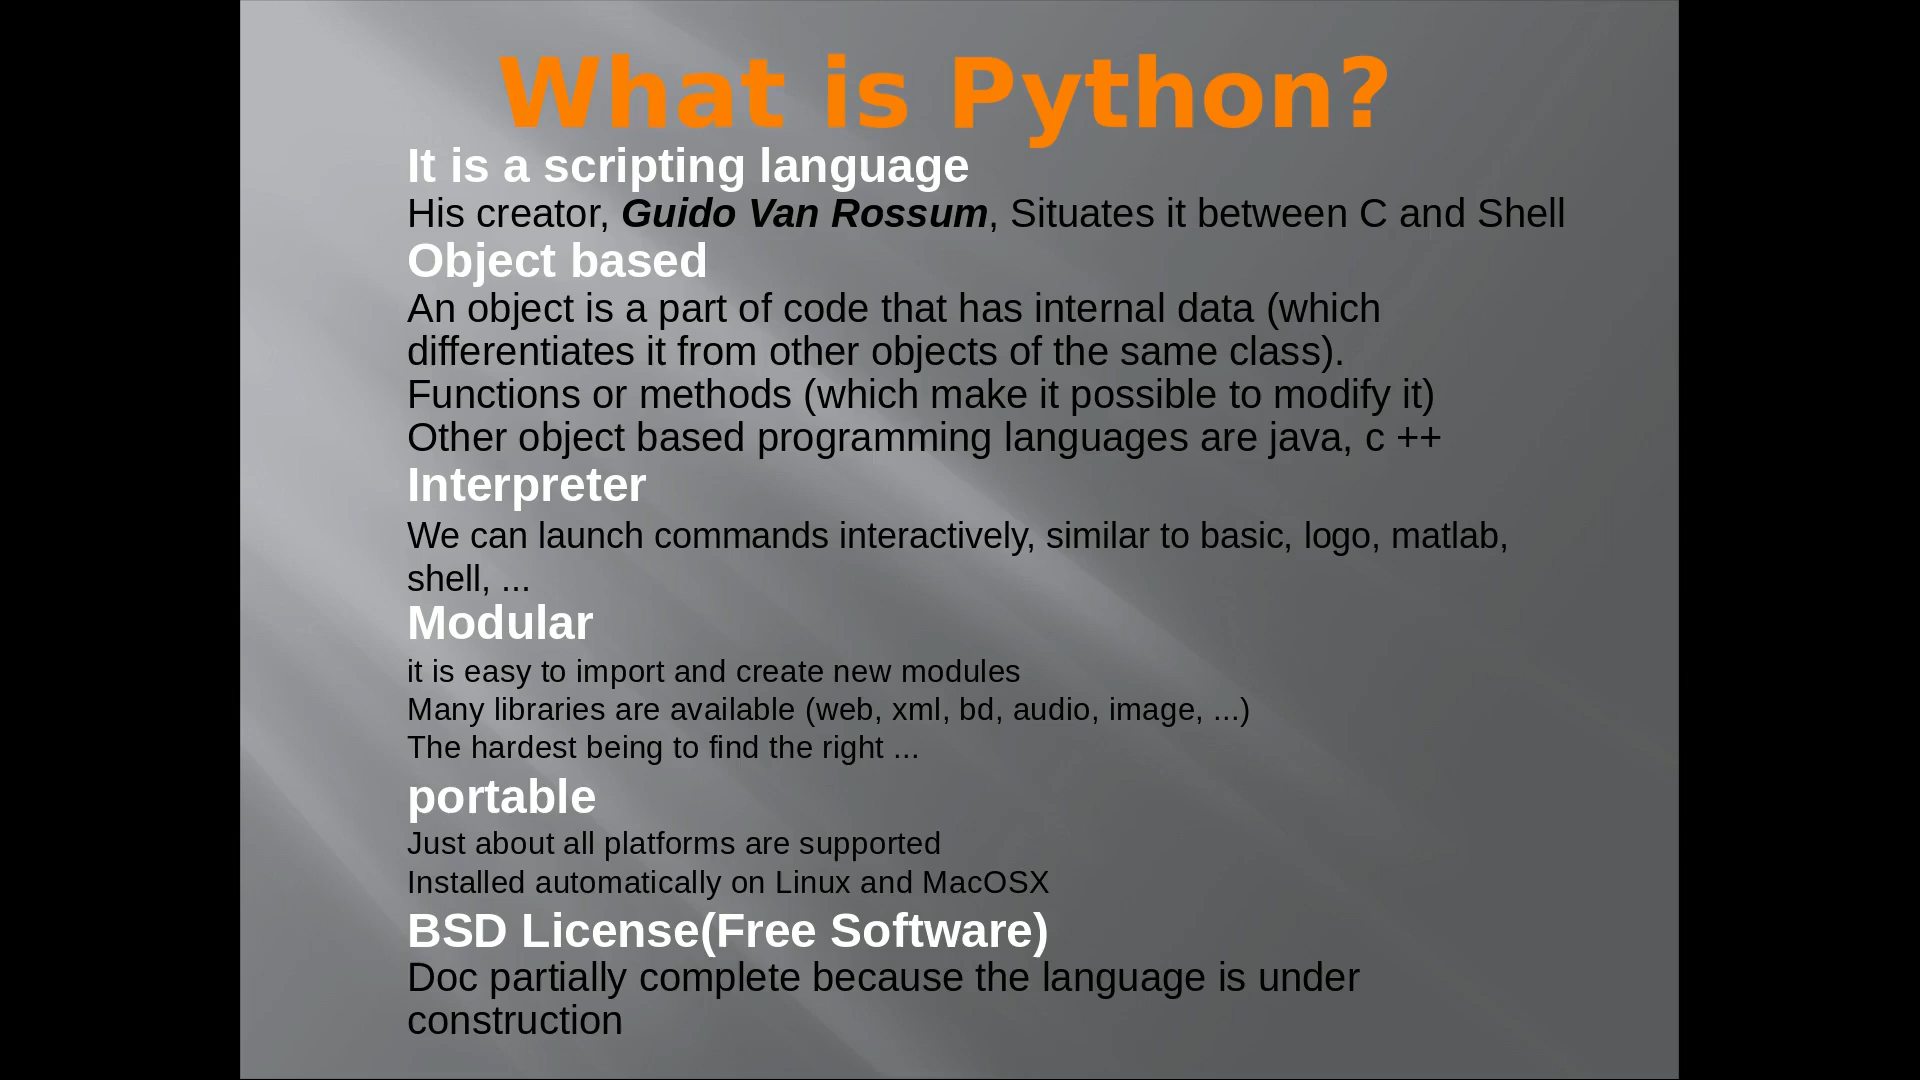 What is Python?
It is a scripting language
His creator, Guido Van Rossum, Situates it between C and Shell
Object based
An object is a part of code that has internal data (which
differentiates it from other objects of the same class).
Functions or methods (which make it possible to modify it)
Other object based programming languages are java, c ++
Interpreter
We can launch commands interactively, similar to basic, logo, matlab,
shell, ...
Modular
it is easy to import and create new modules
Many libraries are available (web, xml, bd, audio, image, ...)
The hardest being to find the right ...
portable
Just about all platforms are supported
Installed automatically on Linux and MacOSX
BSD License(Free Software)
Doc partially complete because the language is under
construction